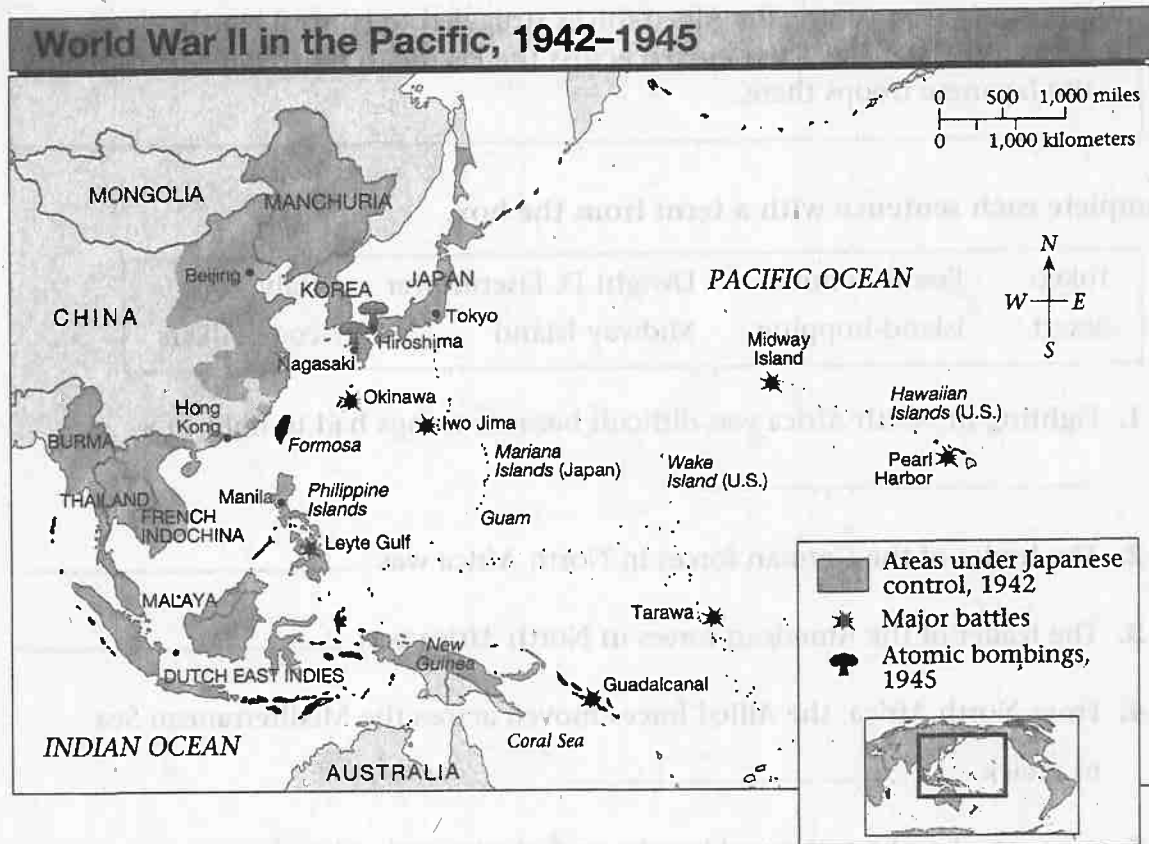 World War II in the Pacific, 1942–1945
0 500 1,000 miles
0 1,000 kilometers
MONGOLIA
MANCHURIA
Beijing
KOREA
JAPAN
PACIFIC OCEAN
N
W E
S
CHINA
Tokyo
Hiroshima
Nagasaki
Midway
Island
Okinawa
Hawaiian
Islands (U.S.)
Hong
Kong
Iwo Jima
BURMA
Formosa
Mariana
Islands (Japan)
Wake
Island (U.S.)
Pearl
Harbor
THAILAND
Manila
Philippine
Islands
FRENCH
INDOCHINA
Guam
Leyte Gulf
Areas under Japanese
control, 1942
MALAYA
Tarawa
Major battles
Atomic bombings,
1945
DUTCH EAST INDIES
New
Guinea
Guadalcanal
INDIAN OCEAN
Coral Sea
AUSTRALIA